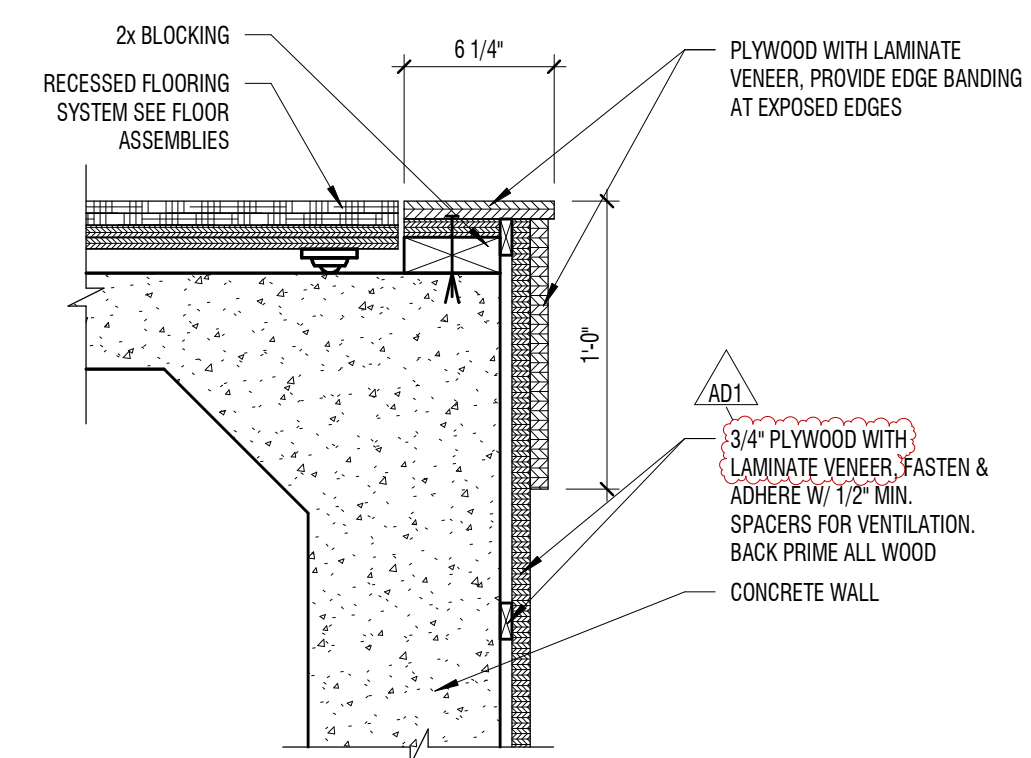 2x BLOCKING
RECESSED FLOORING
SYSTEM SEE FLOOR
ASSEMBLIES
6 1/4"
PLYWOOD WITH LAMINATE
VENEER, PROVIDE EDGE BANDING
AT EXPOSED EDGES
1'-0"
AD1
3/4" PLYWOOD WITH
LAMINATE VENEER, FASTEN &
ADHERE W/ 1/2" MIN.
SPACERS FOR VENTILATION.
BACK PRIME ALL WOOD
CONCRETE WALL